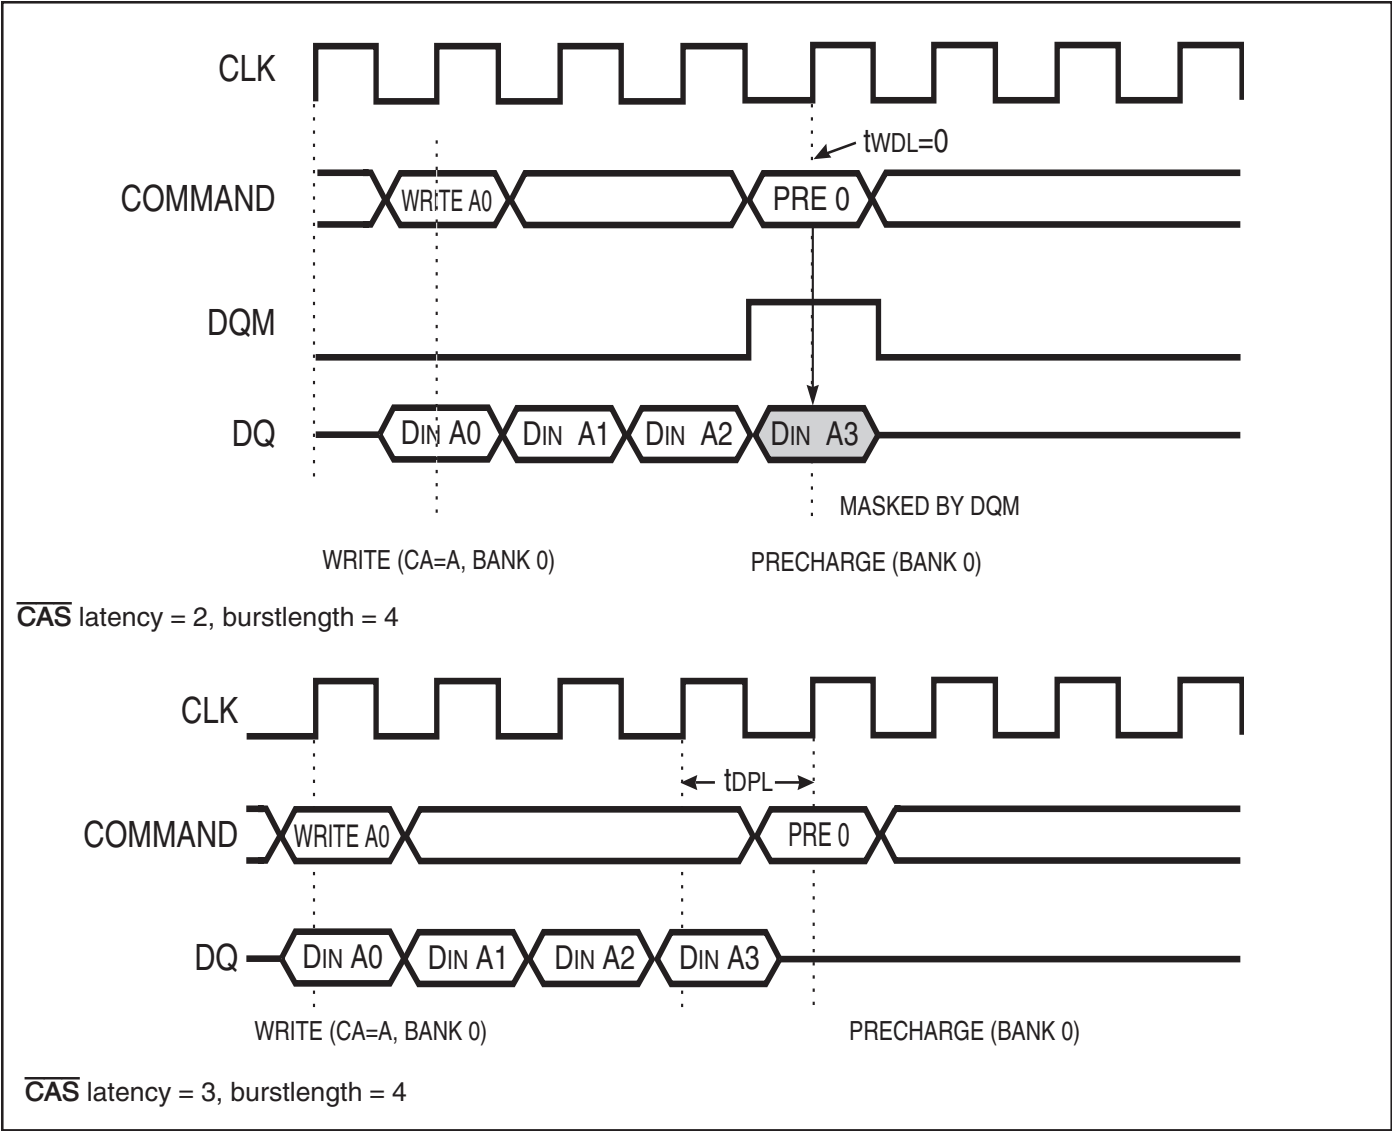 CLK
tWDL=0
COMMAND WRITE A0 PRE 0
DQM
DQ DIN A0 DIN A1 DIN A2 DIN A3
MASKED BY DQM
WRITE (CA=A, BANK 0) PRECHARGE (BANK 0)
CAS latency = 2, burstlength = 4
CLK
tDPL
COMMAND WRITE A0 PRE 0
DQ DIN A0 DIN A1 DIN A2 DIN A3
WRITE (CA=A, BANK 0) PRECHARGE (BANK 0)
CAS latency = 3, burstlength = 4